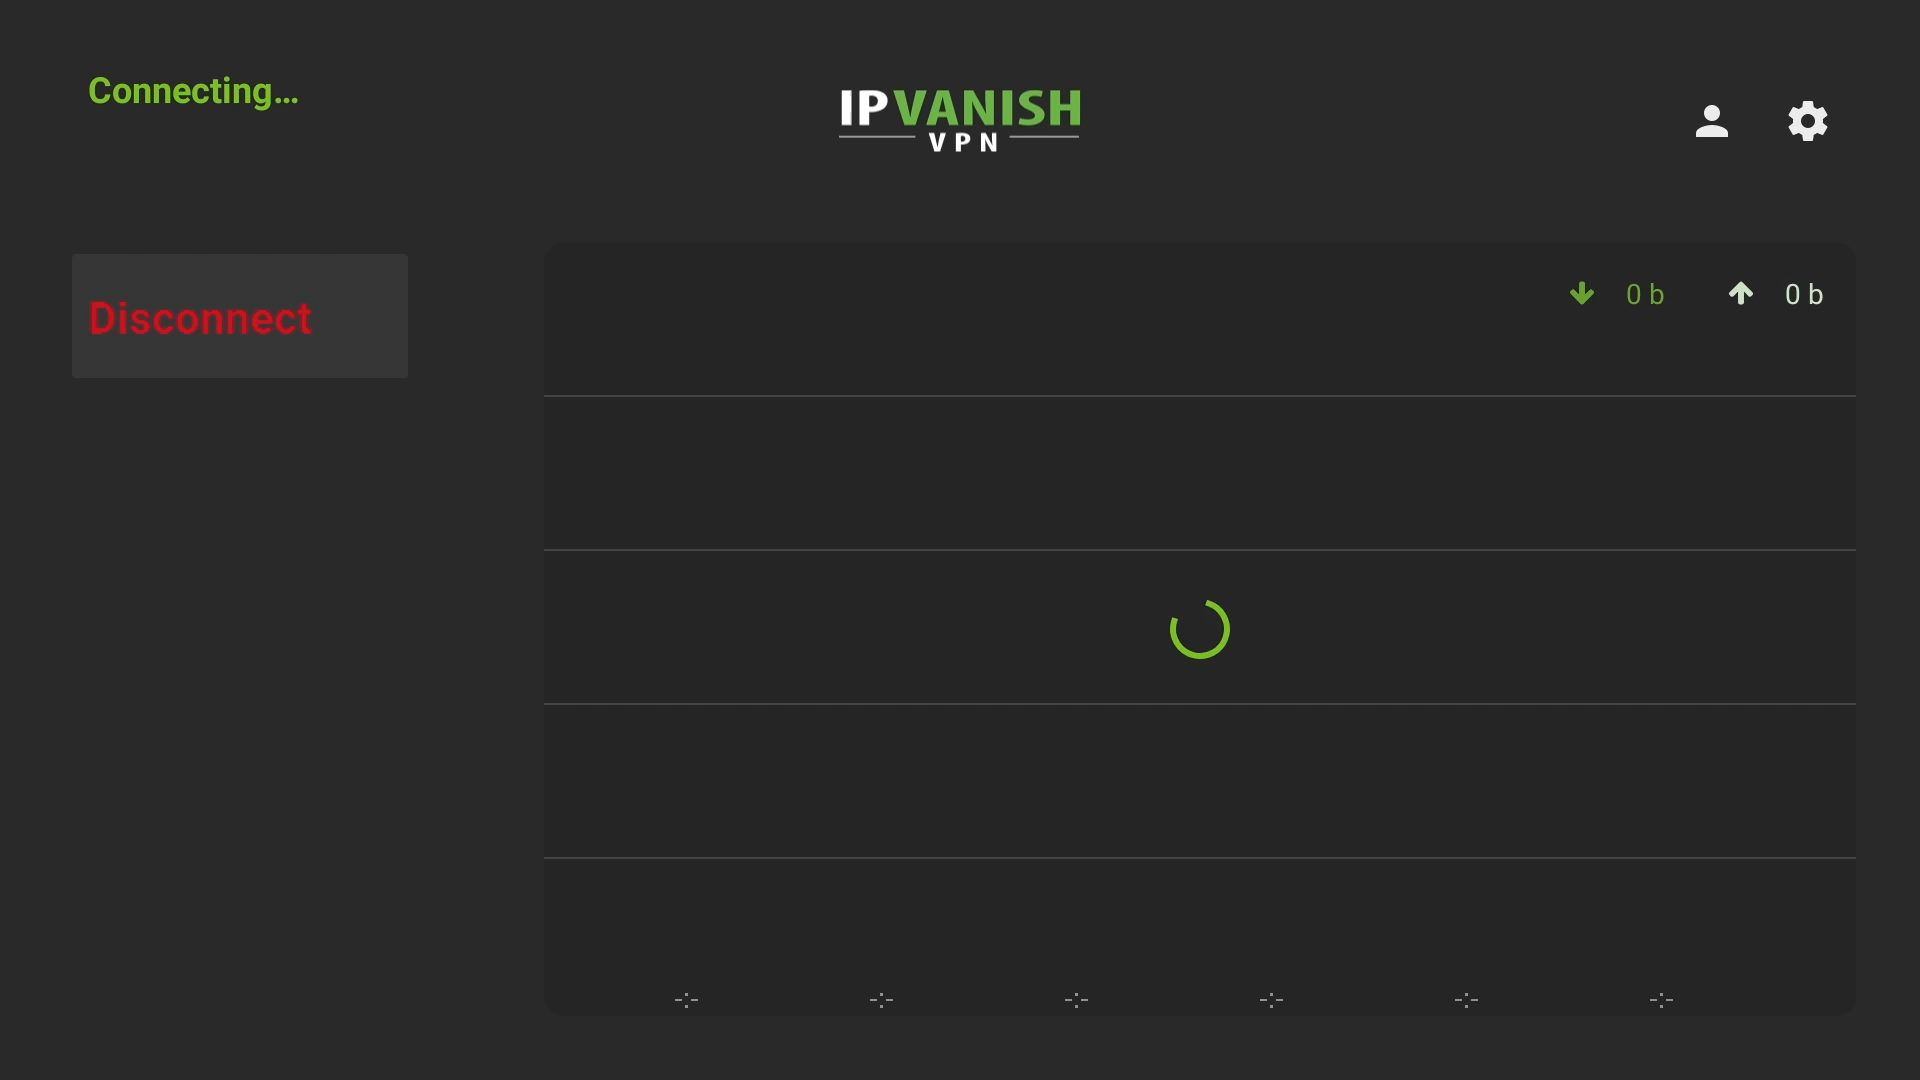 Connecting...
IPVANISH
VPN
Disconnect
0 b
0 b
-:-
-:-
-:-
-:-
-:-
-:-